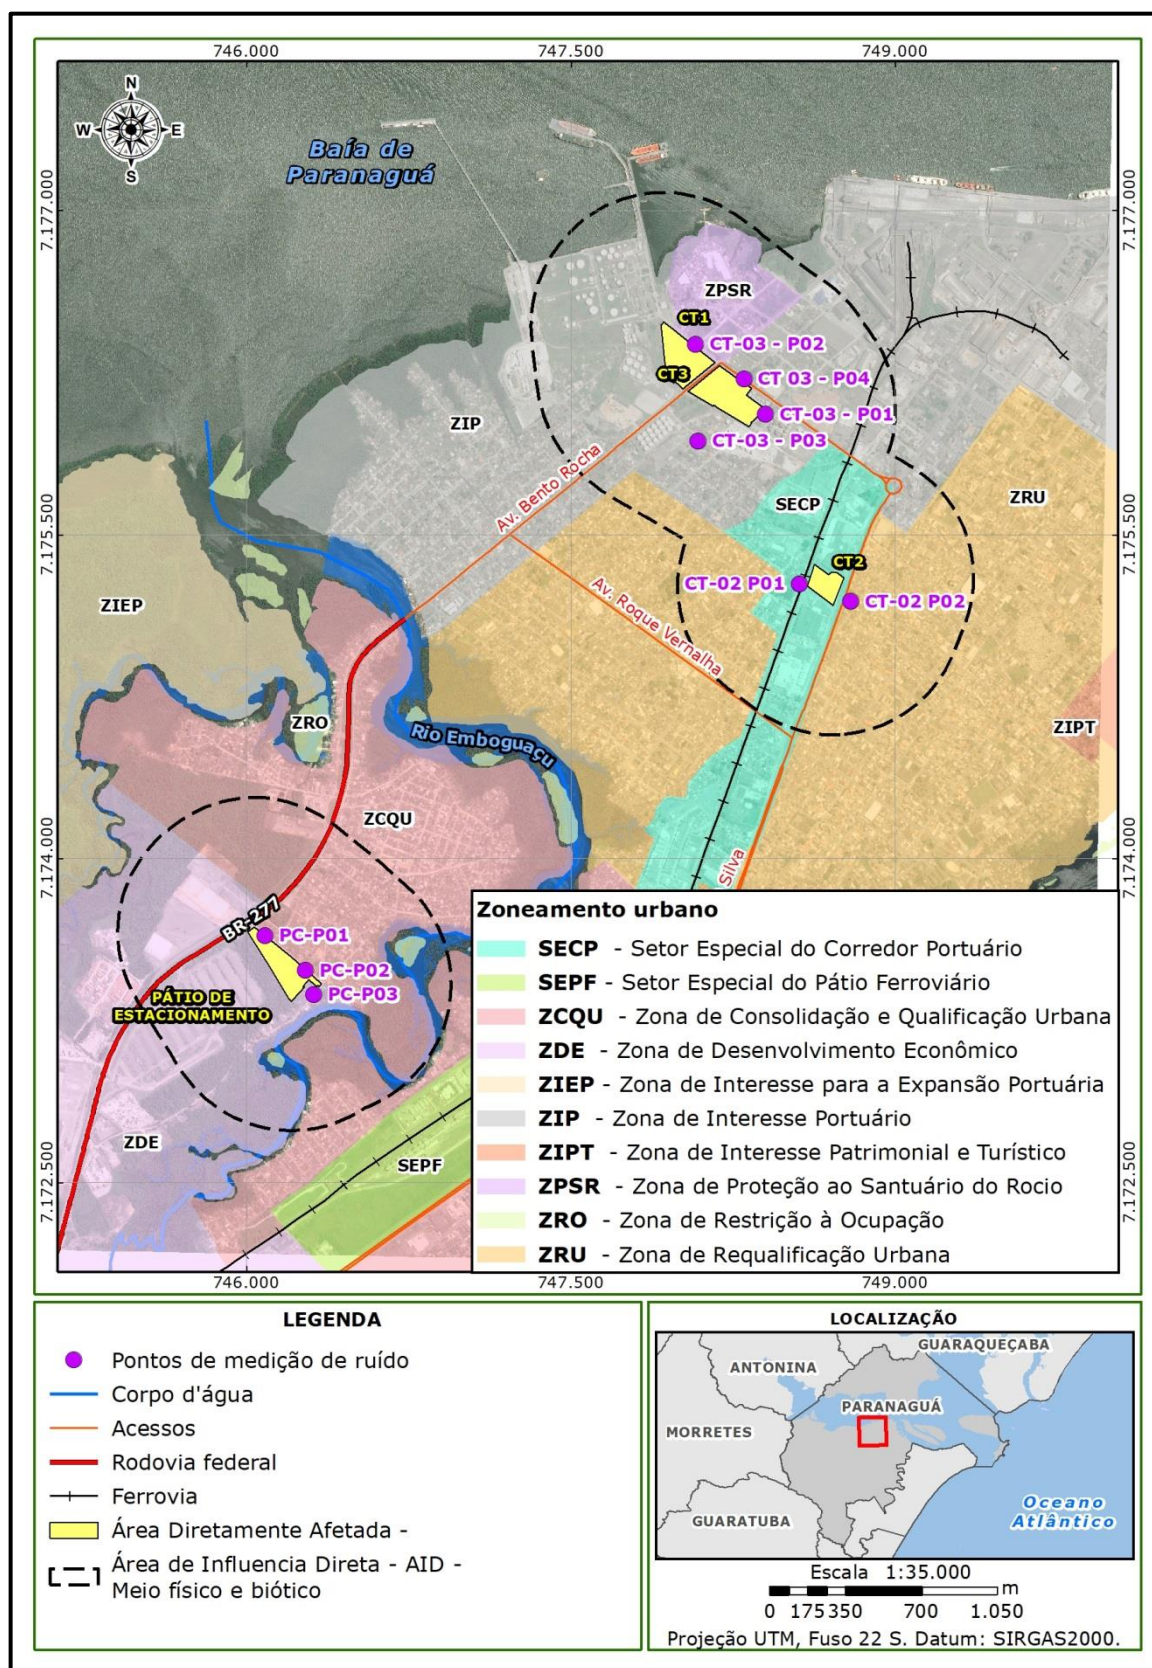 746.000
747.500
749.000
N
W
E
S
Baía de
Paranaguá
7.177.000
7.177.000
ZPSR
CT1
CT-03 - P02
CT3
CT 03 - P04
CT-03 - P01
ZIP
CT-03 - P03
Av. Bento Rocha
SECP
ZRU
7.175.500
7.175.500
CT2
CT-02 P01
CT-02 P02
ZIEP
Av. Roque Vernalha
ZRO
Rio Emboguaçu
ZIPT
ZCQU
7.174.000
7.174.000
Silva
BR-277
PC-P01
PC-P02
PC-P03
PÁTIO DE
ESTACIONAMENTO
ZDE
SEPF
7.172.500
7.172.500
Zoneamento urbano
SECP - Setor Especial do Corredor Portuário
SEPF - Setor Especial do Pátio Ferroviário
ZCQU - Zona de Consolidação e Qualificação Urbana
ZDE - Zona de Desenvolvimento Econômico
ZIEP - Zona de Interesse para a Expansão Portuária
ZIP - Zona de Interesse Portuário
ZIPT - Zona de Interesse Patrimonial e Turístico
ZPSR - Zona de Proteção ao Santuário do Rocio
ZRO - Zona de Restrição à Ocupação
ZRU - Zona de Requalificação Urbana
746.000
747.500
749.000
LEGENDA
Pontos de medição de ruído
Corpo d'água
Acessos
Rodovia federal
Ferrovia
Área Diretamente Afetada -
Área de Influencia Direta - AID -
Meio físico e biótico
LOCALIZAÇÃO
GUARAQUEÇABA
ANTONINA
PARANAGUÁ
MORRETES
GUARATUBA
Oceano
Atlântico
Escala 1:35.000
m
0 175 350 700 1.050
Projeção UTM, Fuso 22 S. Datum: SIRGAS2000.